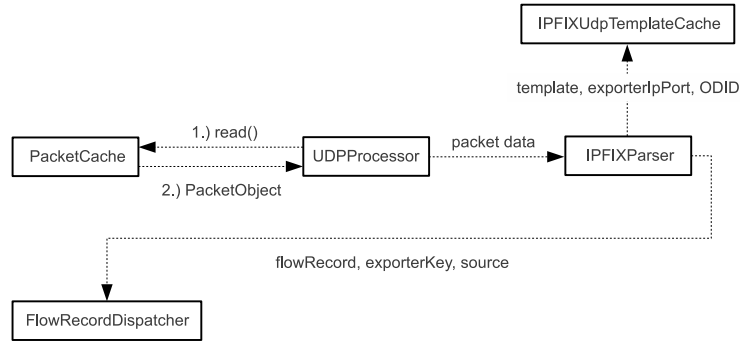 IPFIXUdpTemplateCache
template, exporterIpPort, ODID
1.) read()
PacketCache
UDPProcessor
packet data
IPFIXParser
2.) PacketObject
flowRecord, exporterKey, source
FlowRecordDispatcher